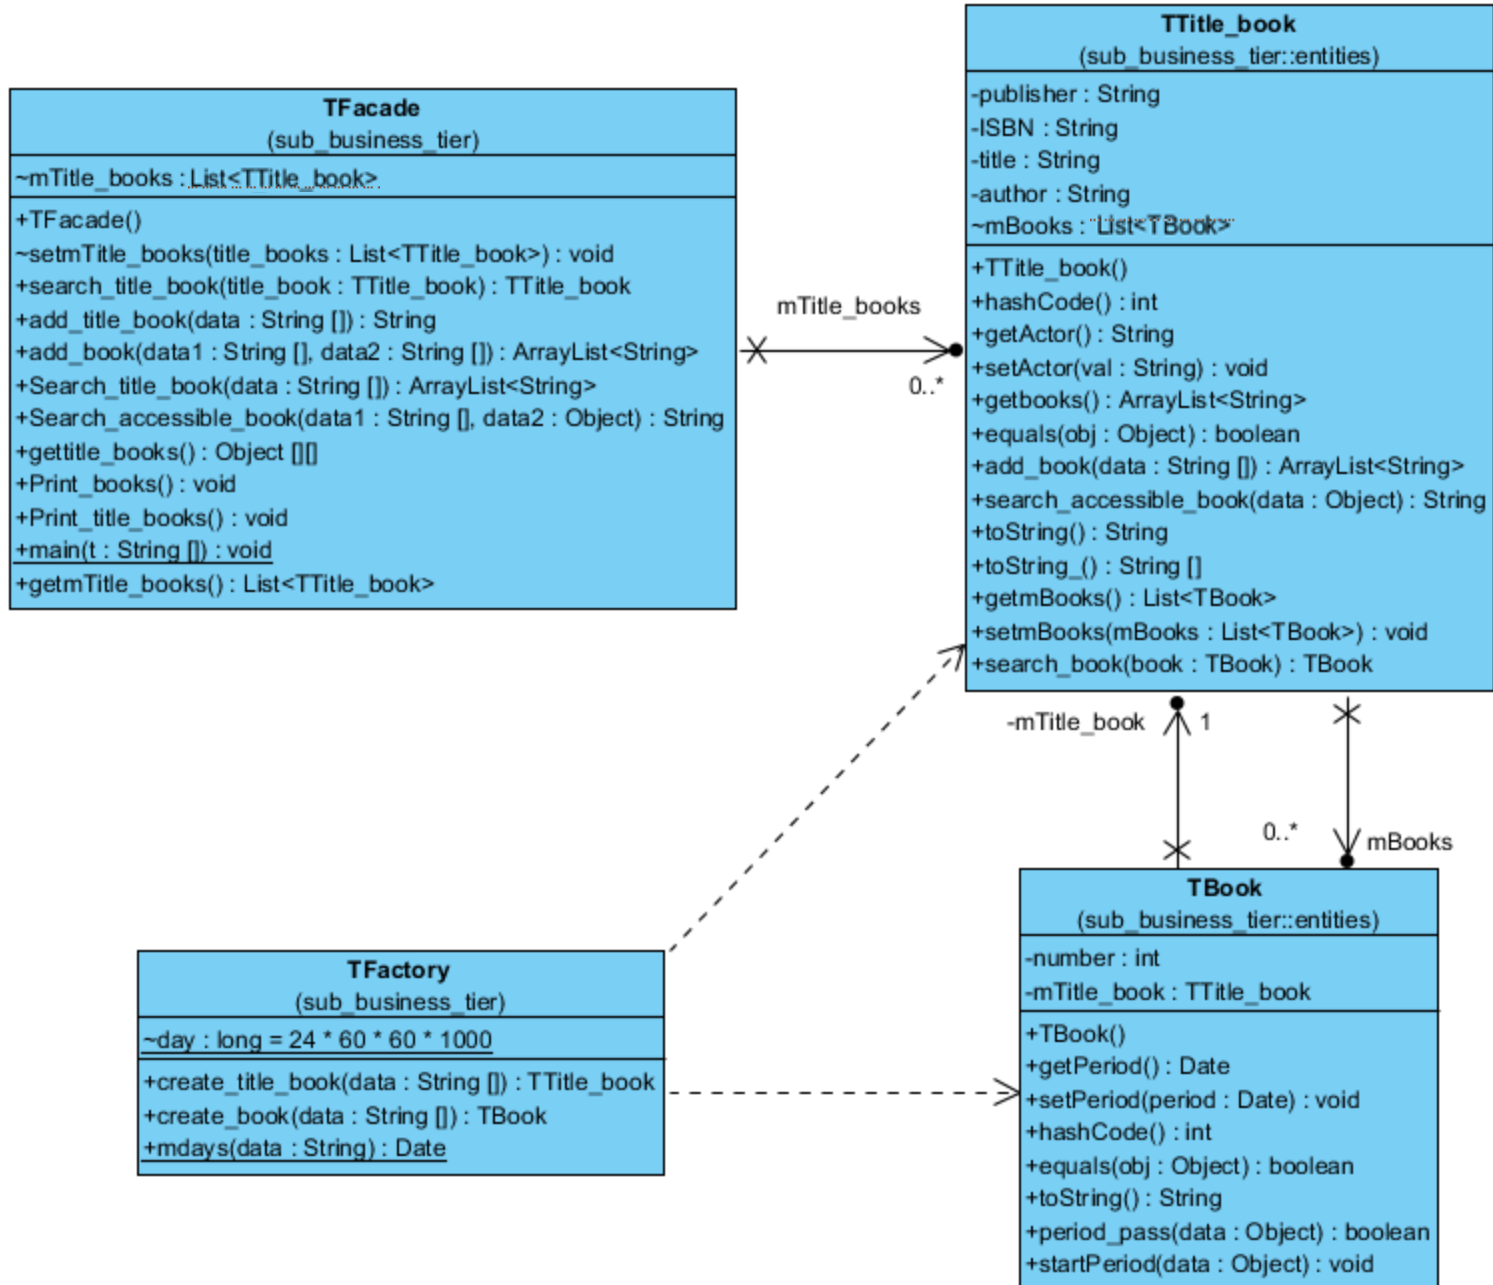 TFacade
(sub_business_tier)
~mTitle_books : List<TTitle_book>
+TFacade()
~setmTitle_books(title_books : List<TTitle_book>) : void
+search_title_book(title_book : TTitle_book) : TTitle_book
+add_title_book(data : String []) : String
+add_book(data1 : String [], data2 : String []) : ArrayList<String>
+Search_title_book(data : String []) : ArrayList<String>
+Search_accessible_book(data1 : String [], data2 : Object) : String
+gettitle_books() : Object [][]
+Print_books() : void
+Print_title_books() : void
+main(t : String []) : void
+getmTitle_books() : List<TTitle_book>
mTitle_books
0..*
TTitle_book
(sub_business_tier::entities)
-publisher : String
-ISBN : String
-title : String
-author : String
~mBooks : List<TBook>
+TTitle_book()
+hashCode() : int
+getActor() : String
+setActor(val : String) : void
+getbooks() : ArrayList<String>
+equals(obj : Object) : boolean
+add_book(data : String []) : ArrayList<String>
+search_accessible_book(data : Object) : String
+toString() : String
+toString_() : String []
+getmBooks() : List<TBook>
+setmBooks(mBooks : List<TBook>) : void
+search_book(book : TBook) : TBook
-mTitle_book
1
0..*
mBooks
TFactory
(sub_business_tier)
~day : long = 24 * 60 * 60 * 1000
+create_title_book(data : String []) : TTitle_book
+create_book(data : String []) : TBook
+mdays(data : String) : Date
TBook
(sub_business_tier::entities)
-number : int
-mTitle_book : TTitle_book
+TBook()
+getPeriod() : Date
+setPeriod(period : Date) : void
+hashCode() : int
+equals(obj : Object) : boolean
+toString() : String
+period_pass(data : Object) : boolean
+startPeriod(data : Object) : void